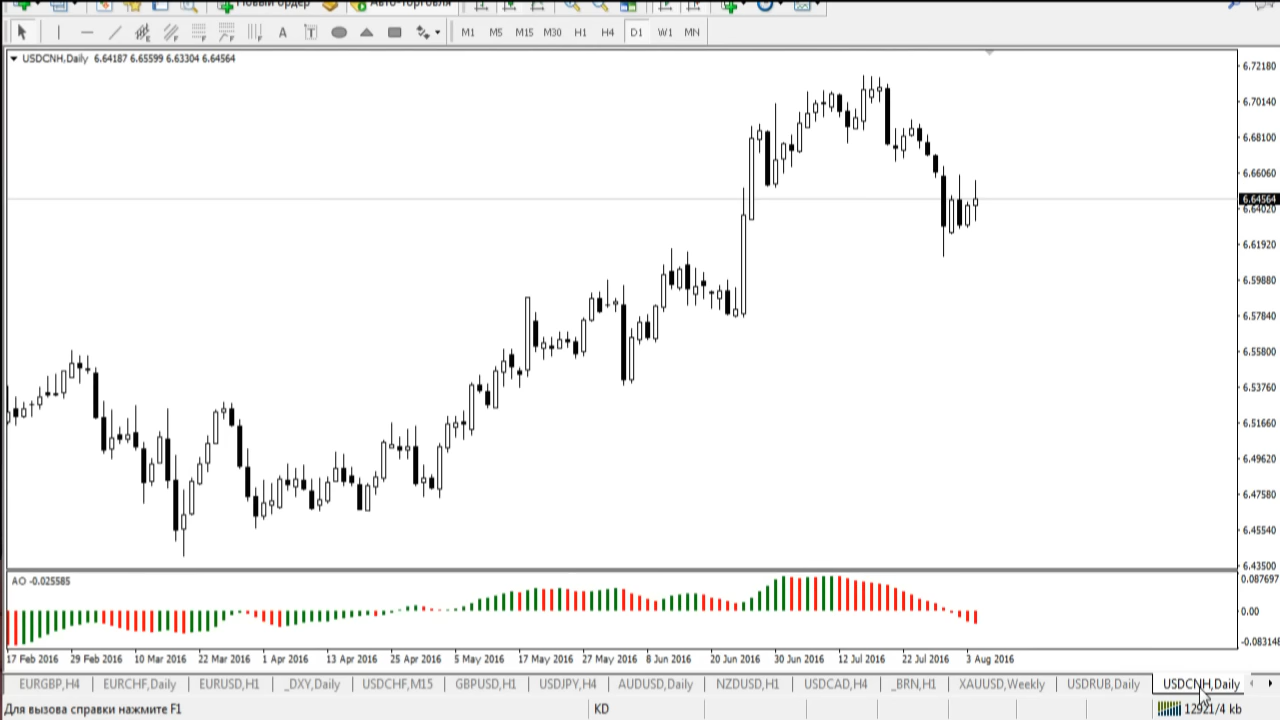 Новый ордер Авто-торговля
A T M1 M5 M15 M30 H1 H4 D1 W1 MN
USDCNH,Daily 6.64187 6.65599 6.63304 6.64564
6.72180
6.70140
6.68100
6.66060
6.64564
6.64020
6.61920
6.59880
6.57840
6.55800
6.53760
6.51660
6.49620
6.47580
6.45540
6.43500
AO -0.025585
0.087697
0.00
-0.083148
17 Feb 2016 29 Feb 2016 10 Mar 2016 22 Mar 2016 1 Apr 2016 13 Apr 2016 25 Apr 2016 5 May 2016 17 May 2016 27 May 2016 8 Jun 2016 20 Jun 2016 30 Jun 2016 12 Jul 2016 22 Jul 2016 3 Aug 2016
EURGBP,H4 EURCHF,Daily EURUSD,H1 _DXY,Daily USDCHF,M15 GBPUSD,H1 USDJPY,H4 AUDUSD,Daily NZDUSD,H1 USDCAD,H4 _BRN,H1 XAUUSD,Weekly USDRUB,Daily USDCNH,Daily
Для вызова справки нажмите F1 KD 12921/4 kb